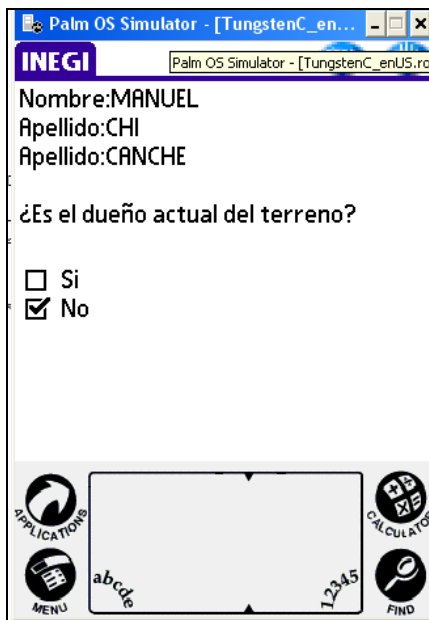 Palm OS Simulator - [TungstenC_en...
INEGI
Palm OS Simulator - [TungstenC_enUS.ro
Nombre:MANUEL
Apellido:CHI
Apellido:CANCHE
¿Es el dueño actual del terreno?
Si
No
APPLICATIONS
CALCULATOR
MENU
abcde
12345
FIND